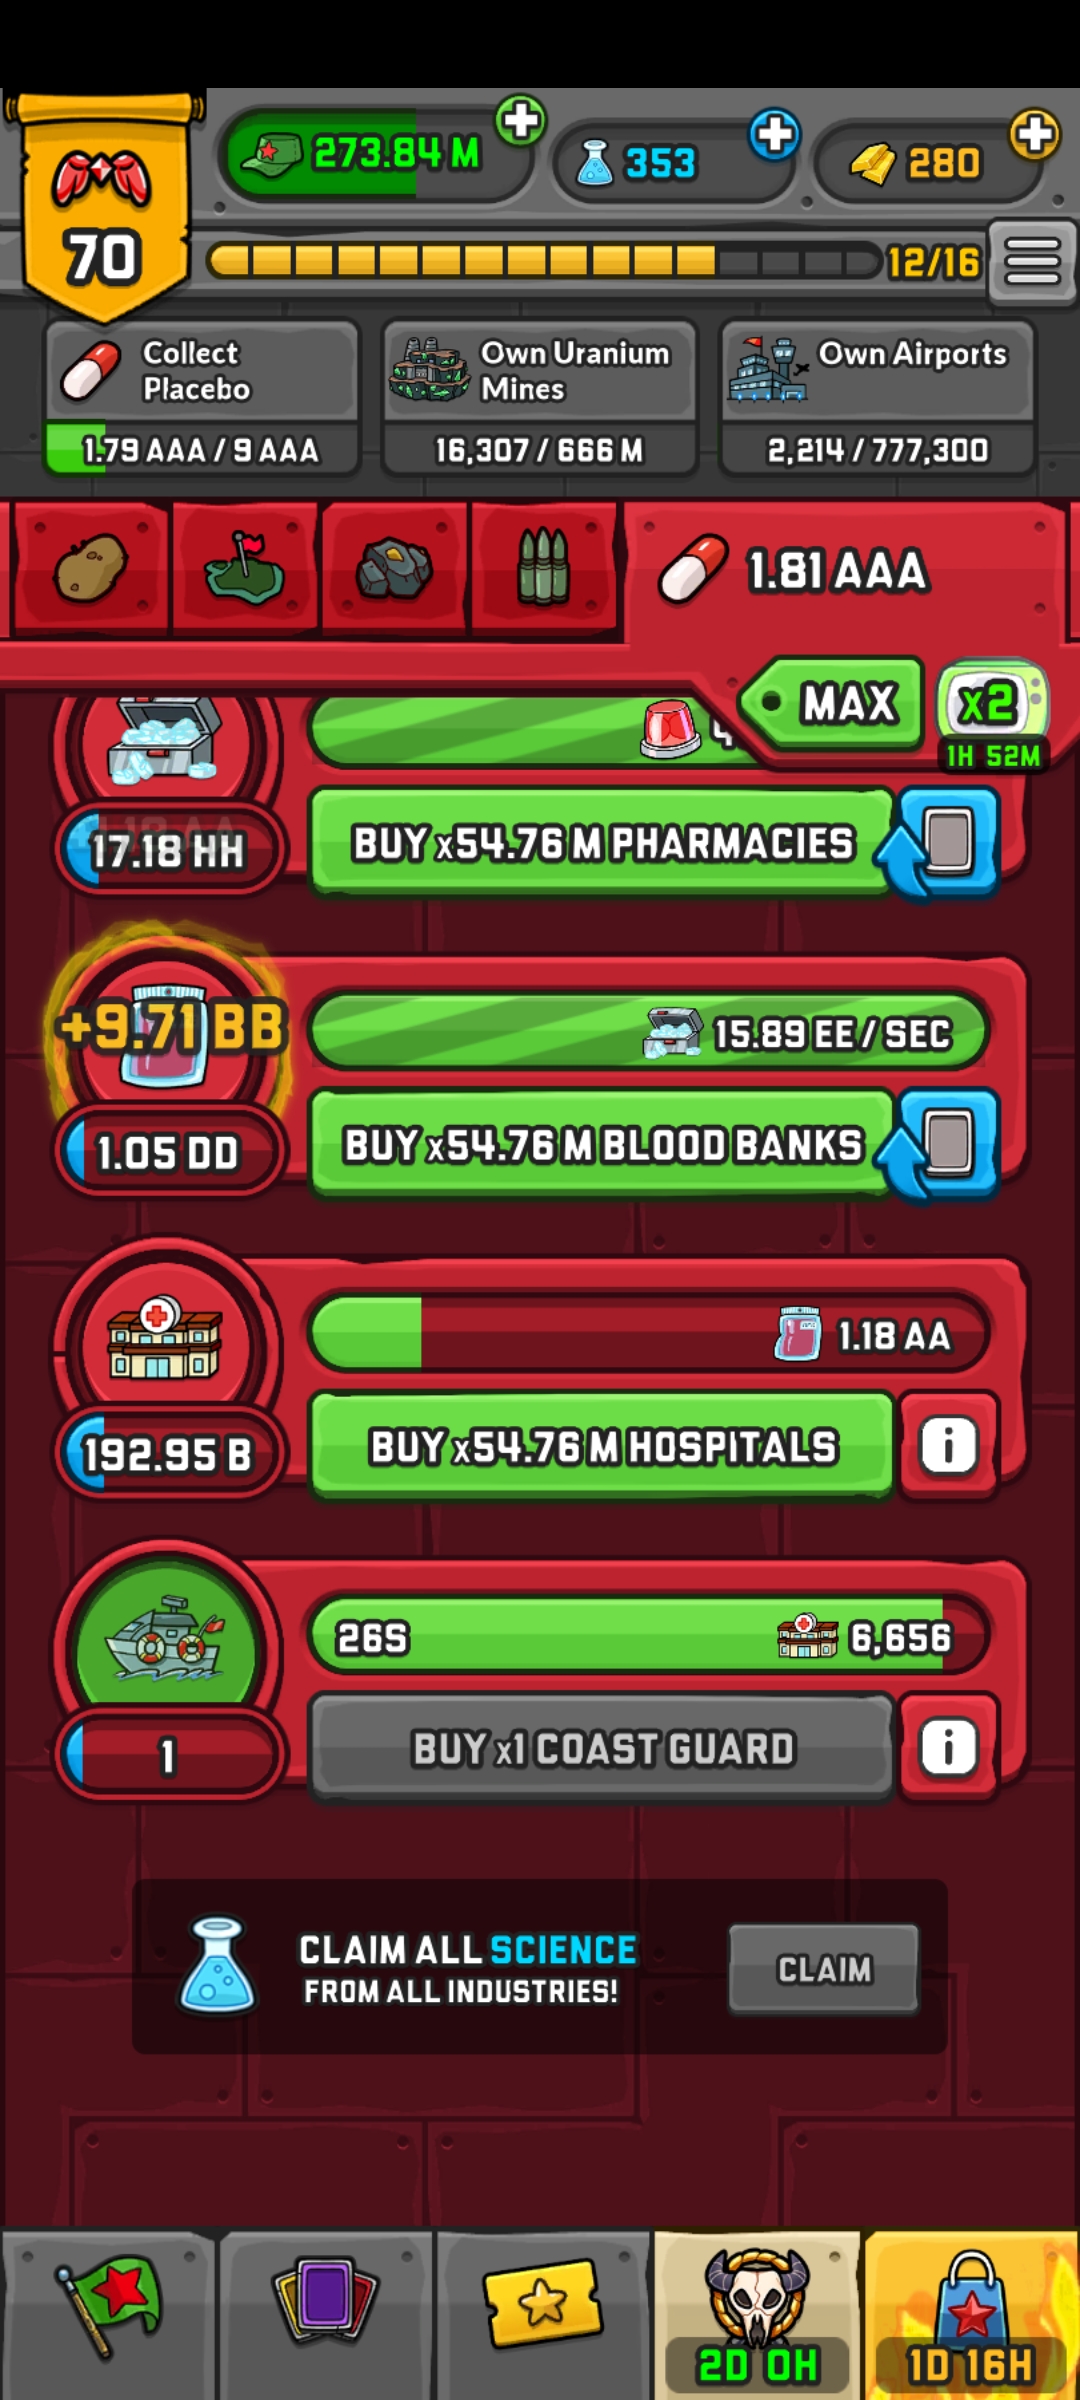 70
273.84 M
353
280
12/16
Collect
Placebo
1.79 AAA / 9 AAA
Own Uranium
Mines
16,307 / 666 M
Own Airports
2,214 / 777,300
1.81 AAA
MAX
x2
1H 52M
17.18 HH
BUY x54.76 M PHARMACIES
+9.71 BB
15.89 EE / SEC
1.05 DD
BUY x54.76 M BLOOD BANKS
1.18 AA
192.95 B
BUY x54.76 M HOSPITALS
26S
6,656
1
BUY x1 COAST GUARD
CLAIM ALL SCIENCE
FROM ALL INDUSTRIES!
CLAIM
2D 0H
1D 16H